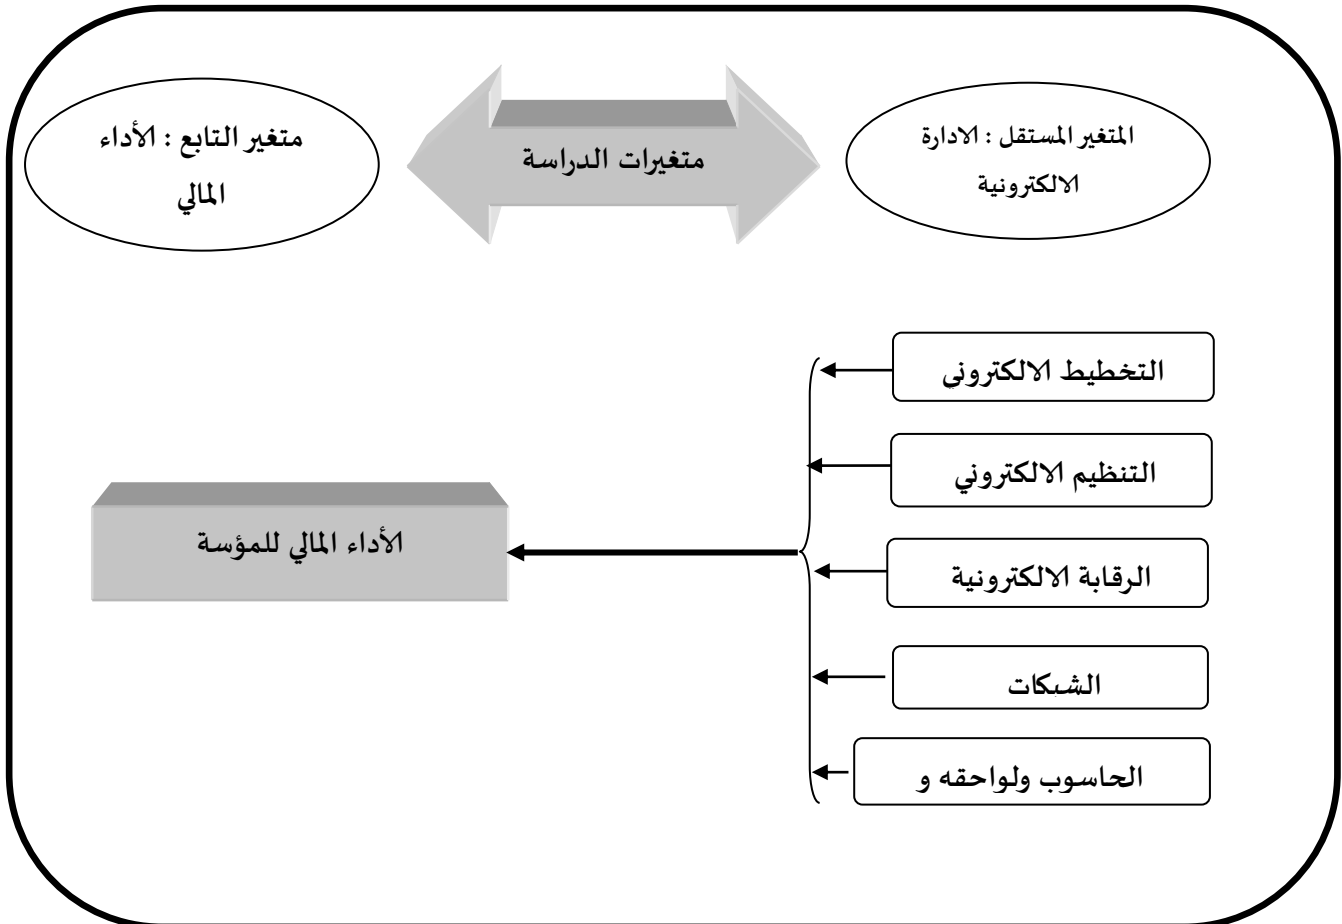 المتغير المستقل : الادارة
الالكترونية
متغيرات الدراسة
متغير التابع : الأداء
المالي
التخطيط الالكتروني
التنظيم الالكتروني
الرقابة الالكترونية
الشبكات
الحاسوب ولواحقه و
الأداء المالي للمؤسة